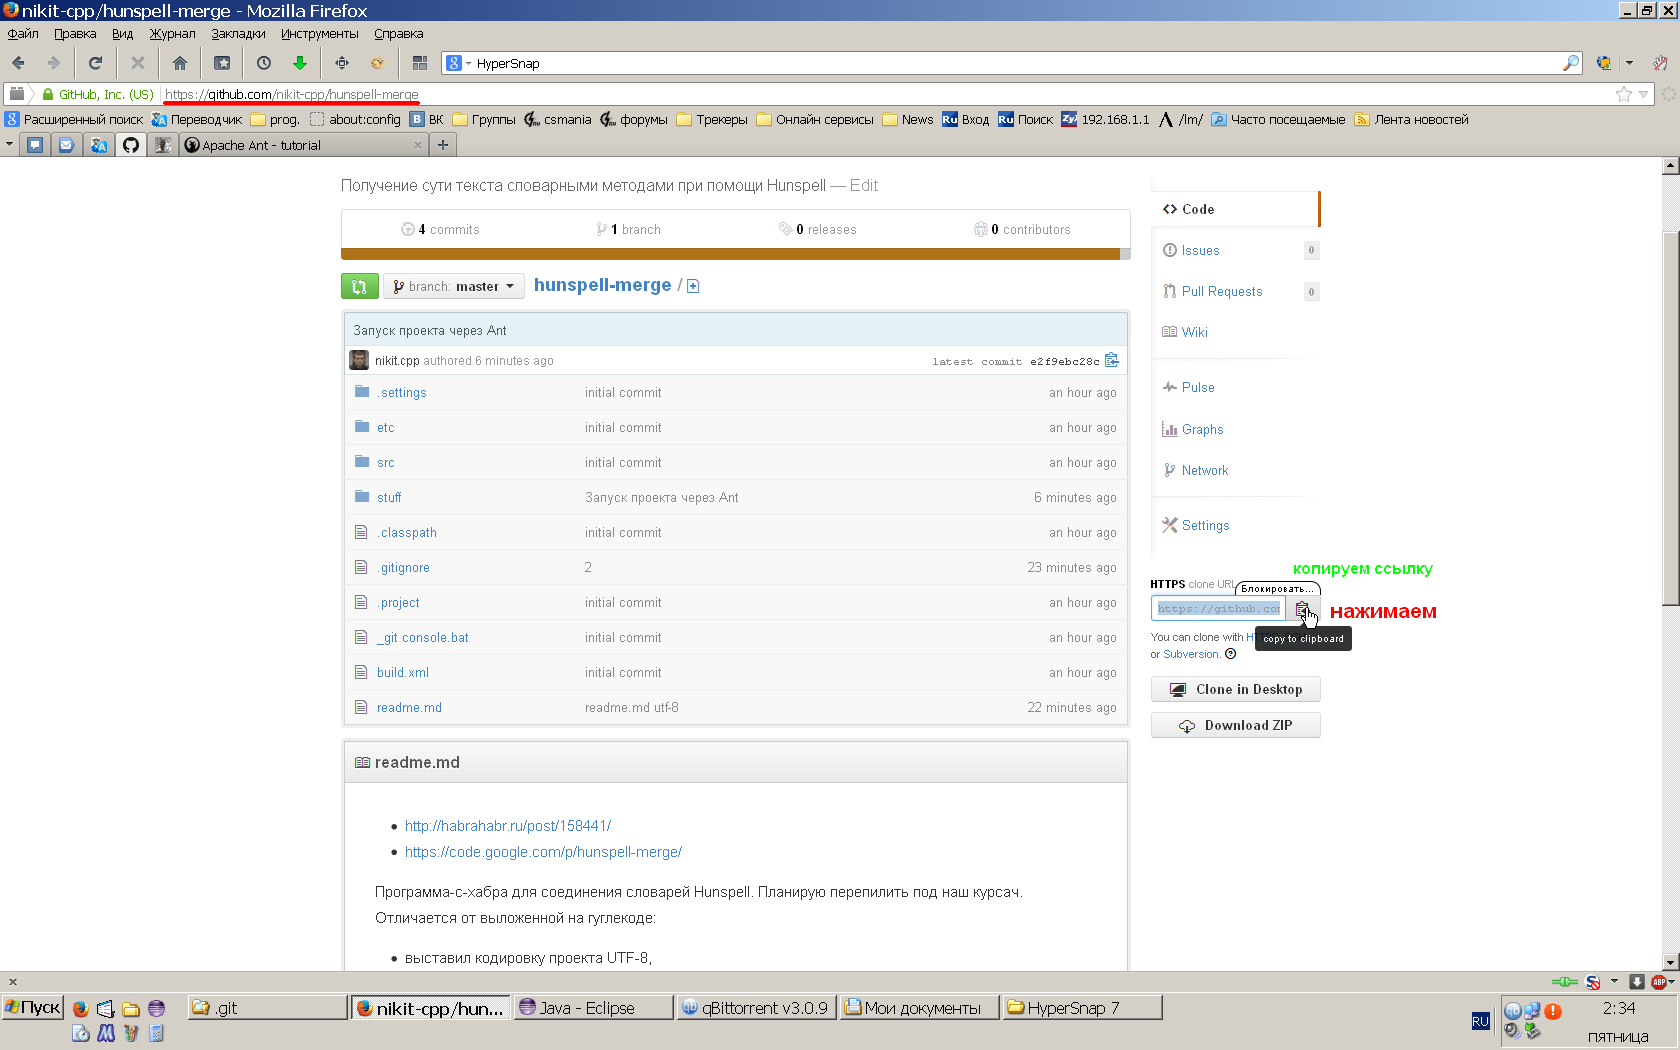 nikit-cpp/hunspell-merge - Mozilla Firefox
Файл Правка Вид Журнал Закладки Инструменты Справка
HyperSnap
GitHub, Inc. (US) https://github.com/nikit-cpp/hunspell-merge
Расширенный поиск Переводчик prog. about:config ВК Группы csmania форумы Трекеры Онлайн сервисы News Вход Поиск 192.168.1.1 /lm/ Часто посещаемые Лента новостей
Apache Ant - tutorial
Получение сути текста словарными методами при помощи Hunspell — Edit
4 commits 1 branch 0 releases 0 contributors
branch: master hunspell-merge /
Запуск проекта через Ant
nikit.cpp authored 6 minutes ago latest commit e2f9ebc28c
.settings initial commit an hour ago
etc initial commit an hour ago
src initial commit an hour ago
stuff Запуск проекта через Ant 6 minutes ago
.classpath initial commit an hour ago
.gitignore 2 23 minutes ago
.project initial commit an hour ago
_git console.bat initial commit an hour ago
build.xml initial commit an hour ago
readme.md readme.md utf-8 22 minutes ago
readme.md
http://habrahabr.ru/post/158441/
https://code.google.com/p/hunspell-merge/
Программа-с-хабра для соединения словарей Hunspell. Планирую перепилить под наш курсач.
Отличается от выложенной на гуглекоде:
выставил кодировку проекта UTF-8,
Code
Issues 0
Pull Requests 0
Wiki
Pulse
Graphs
Network
Settings
копируем ссылку
HTTPS clone URL
Блокировать...
https://github.co
нажимаем
You can clone with
copy to clipboard
or Subversion.
Clone in Desktop
Download ZIP
Пуск .git nikit-cpp/hun... Java - Eclipse qBittorrent v3.0.9 Мои документы HyperSnap 7
RU
2:34
пятница